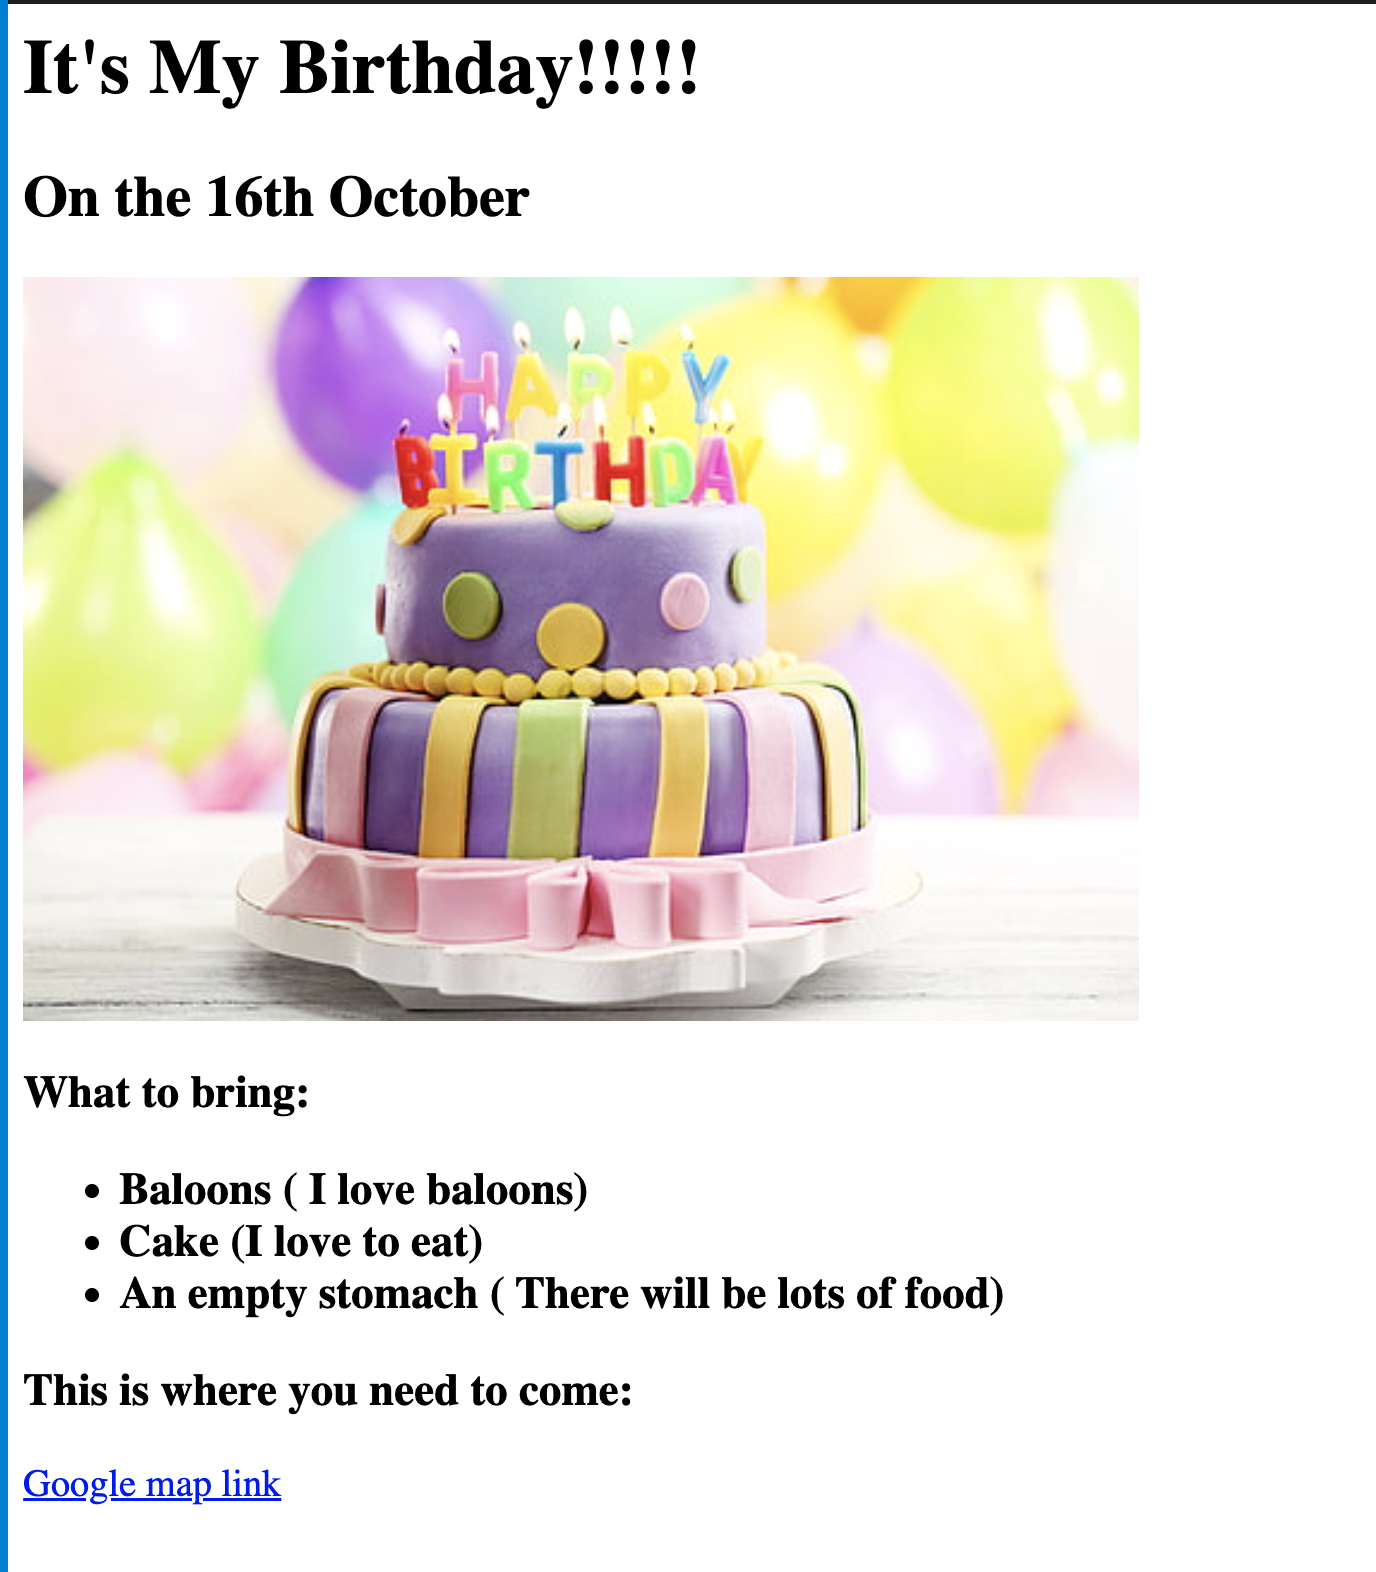 It's My Birthday!!!!!
On the 16th October
HAPPY
BIRTHDAY
What to bring:
Baloons ( I love baloons)
Cake (I love to eat)
An empty stomach ( There will be lots of food)
This is where you need to come:
Google map link